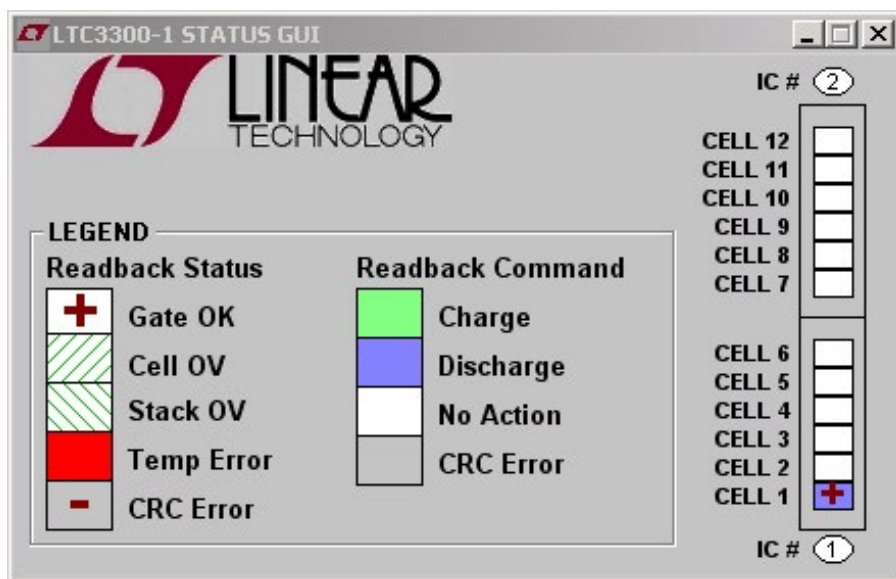 LTC3300-1 STATUS GUI
LINEAR
TECHNOLOGY
IC # 2
CELL 12
CELL 11
CELL 10
CELL 9
CELL 8
CELL 7
CELL 6
CELL 5
CELL 4
CELL 3
CELL 2
CELL 1 +
IC # 1
LEGEND
Readback Status
+ Gate OK
Cell OV
Stack OV
Temp Error
- CRC Error
Readback Command
Charge
Discharge
No Action
CRC Error